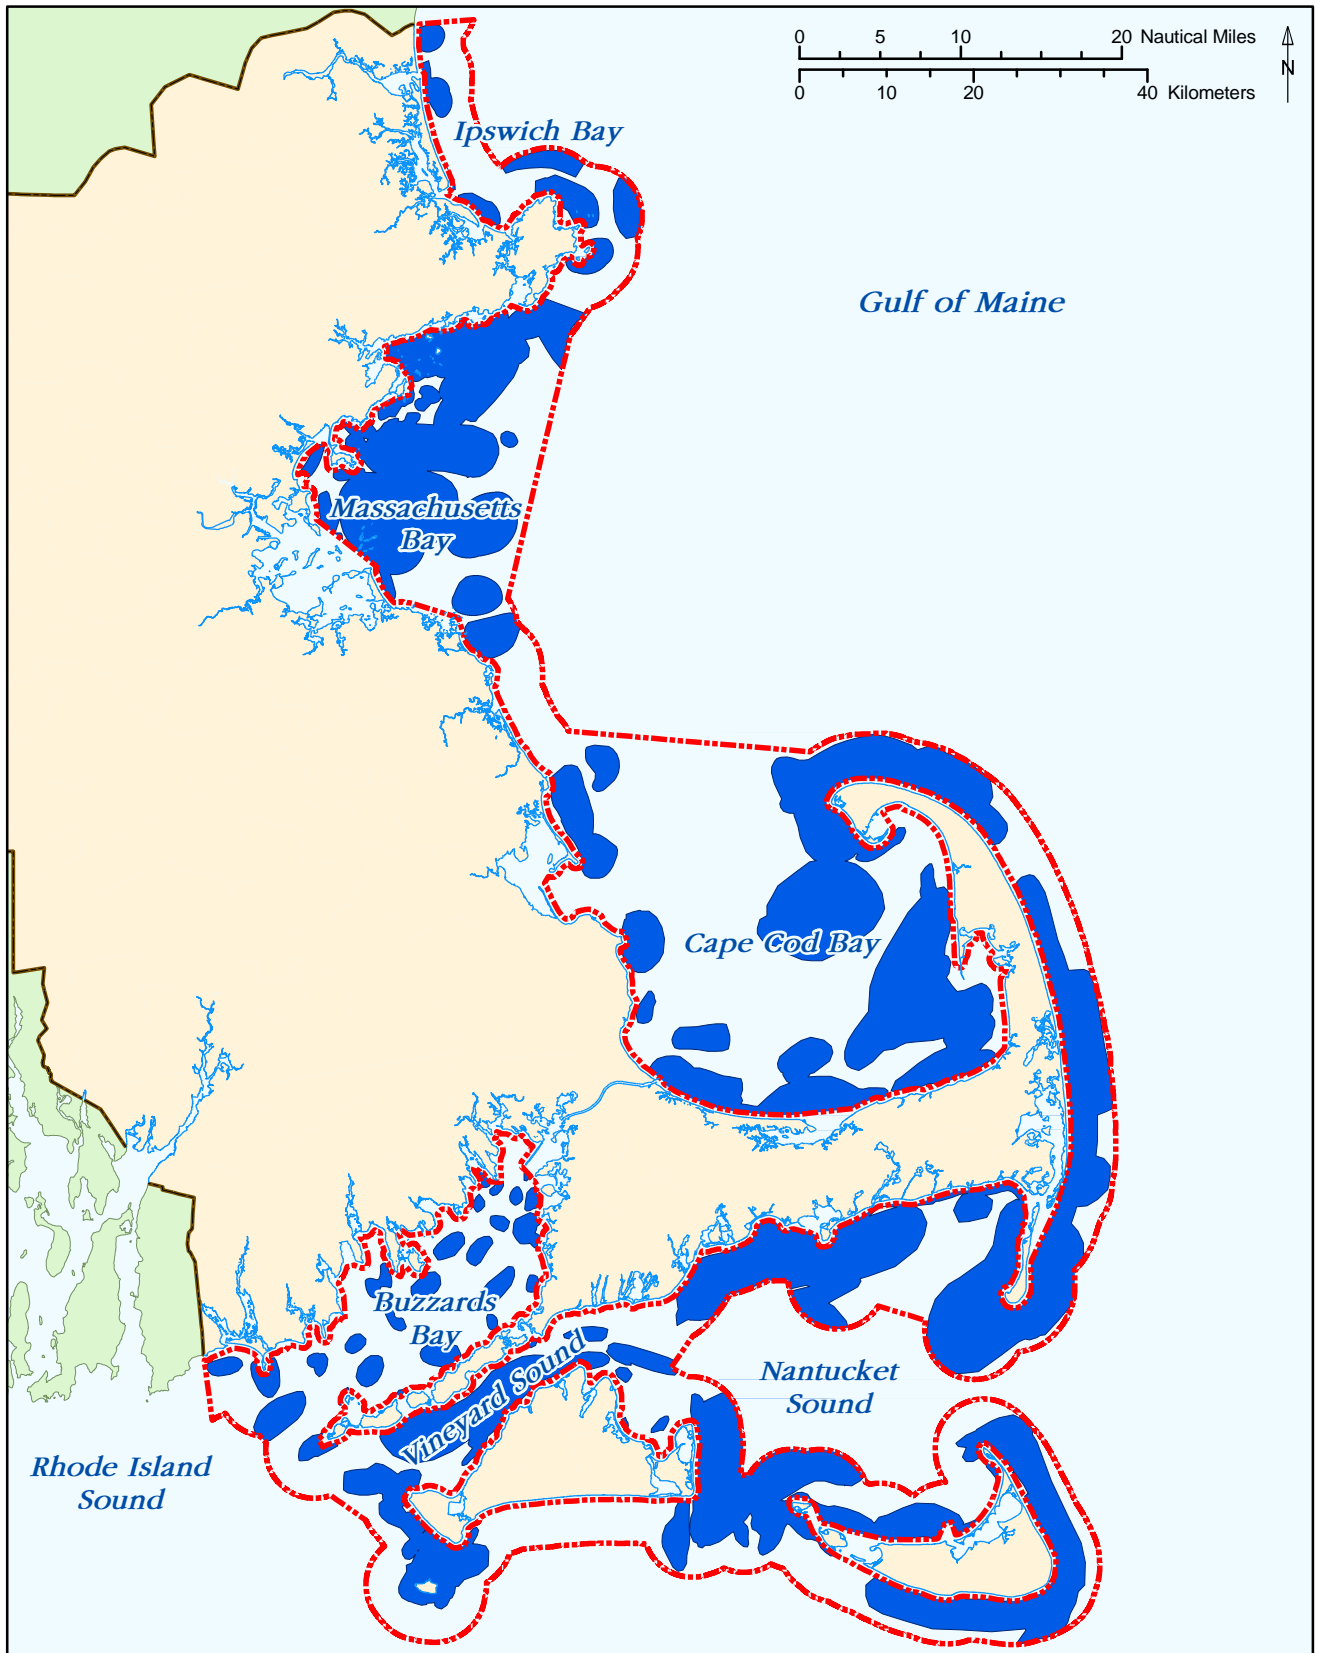 0 5 10 20 Nautical Miles
N
0 10 20 40 Kilometers
Ipswich Bay
Gulf of Maine
Massachusetts
Bay
Cape Cod Bay
Buzzards
Bay
Vineyard Sound
Nantucket
Sound
Rhode Island
Sound